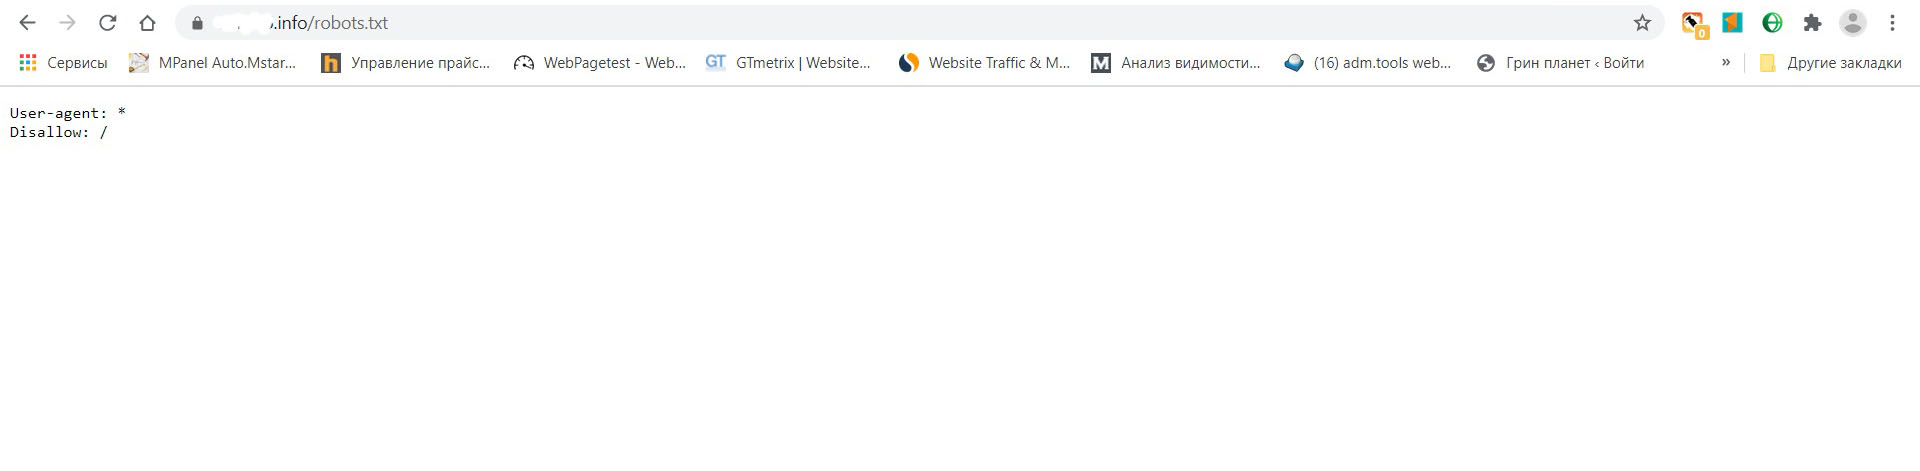 .info/robots.txt
0
Сервисы MPanel Auto.Mstar... h Управление прайс... WebPagetest - Web... GT GTmetrix | Website... Website Traffic & M... M Анализ видимости... (16) adm.tools web... Грин планет ‹ Войти » Другие закладки
User-agent: *
Disallow: /